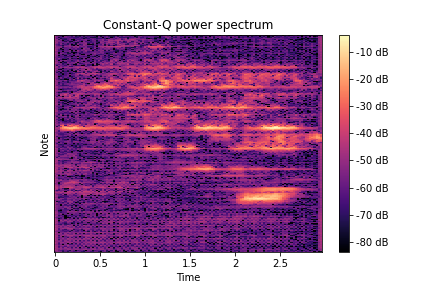 Constant-Q power spectrum
Note
-10 dB
-20 dB
-30 dB
-40 dB
-50 dB
-60 dB
-70 dB
-80 dB
0
0.5
1
1.5
2
2.5
Time